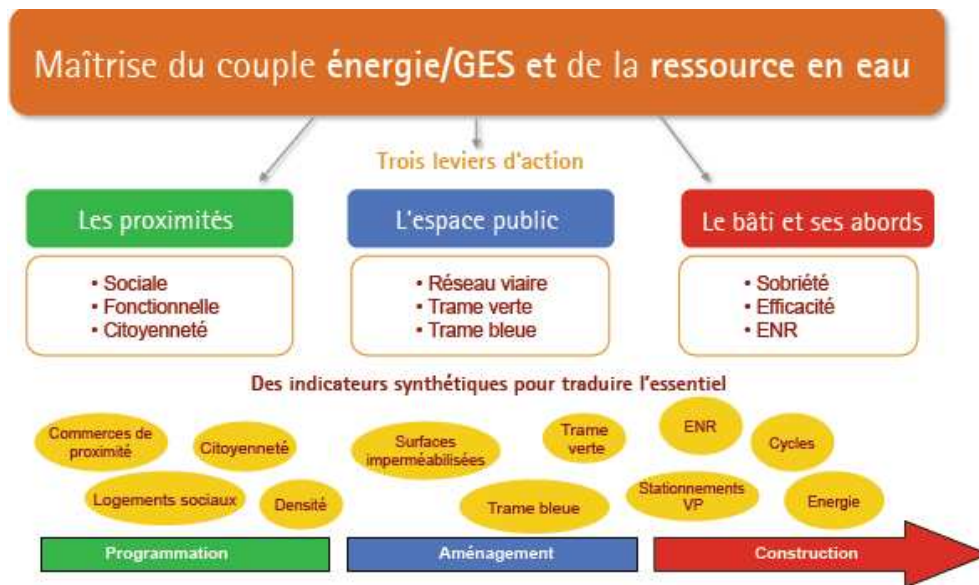 Maîtrise du couple énergie/GES et de la ressource en eau
Trois leviers d'action
Les proximités
• Sociale
• Fonctionnelle
• Citoyenneté
L'espace public
• Réseau viaire
• Trame verte
• Trame bleue
Le bâti et ses abords
• Sobriété
• Efficacité
• ENR
Des indicateurs synthétiques pour traduire l'essentiel
Commerces de
proximité
Citoyenneté
Logements sociaux
Densité
Surfaces
imperméabilisées
Trame
verte
Trame bleue
ENR
Cycles
Stationnements
VP
Energie
Programmation
Aménagement
Construction